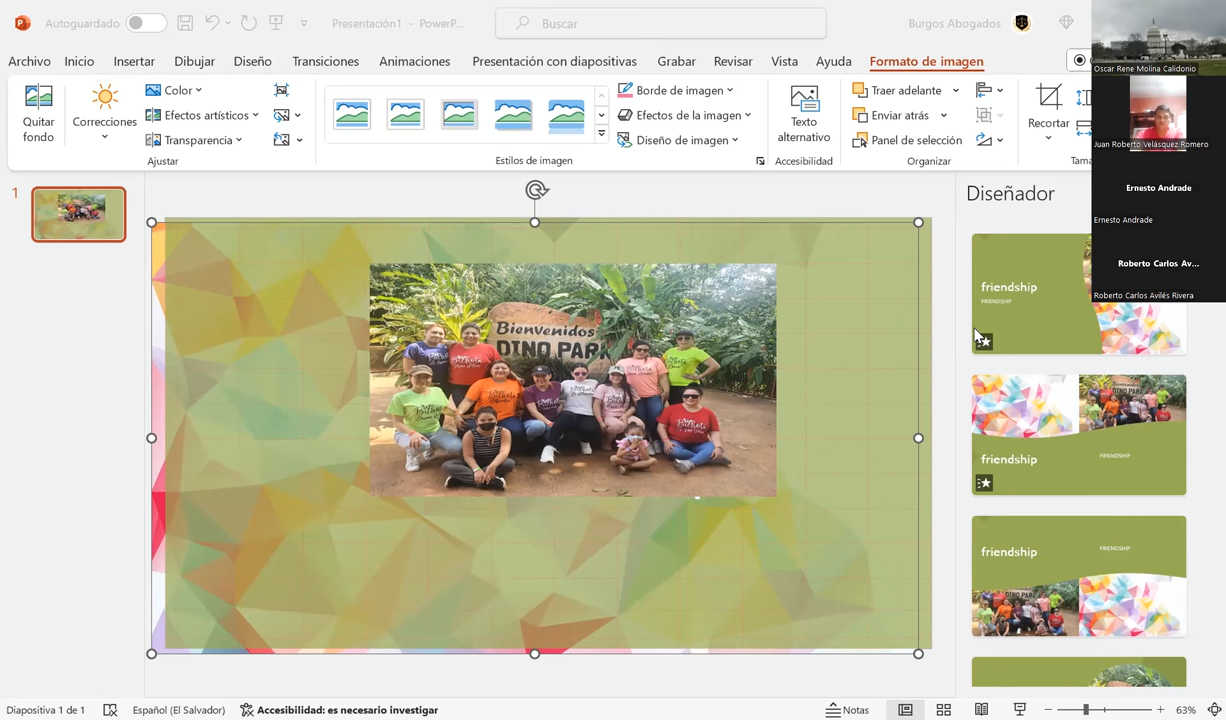 Autoguardado
Presentación1 - PowerP...
Buscar
Burgos Abogados
Archivo Inicio Insertar Dibujar Diseño Transiciones Animaciones Presentación con diapositivas Grabar Revisar Vista Ayuda Formato de imagen
Quitar fondo
Correcciones
Color
Efectos artísticos
Transparencia
Ajustar
Estilos de imagen
Borde de imagen
Efectos de la imagen
Diseño de imagen
Texto alternativo
Accesibilidad
Traer adelante
Enviar atrás
Panel de selección
Organizar
Recortar
Tama
Oscar Rene Molina Calidonio
Juan Roberto Velásquez Romero
Ernesto Andrade
Ernesto Andrade
Roberto Carlos Av...
Roberto Carlos Avilés Rivera
1
Bienvenidos
DINO PAR
Diseñador
friendship
FRIENDSHIP
friendship
FRIENDSHIP
friendship
FRIENDSHIP
Diapositiva 1 de 1
Español (El Salvador)
Accesibilidad: es necesario investigar
Notas
63%